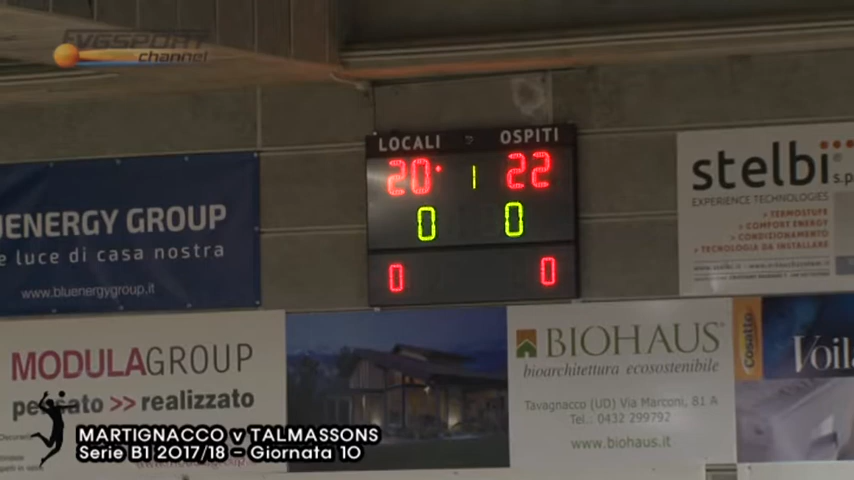 FVGSPORT
channel
LOCALI
OSPITI
20 1 22
0 0
0 0
stelbi
s.p
EXPERIENCE TECHNOLOGIES
> TERMOSTUFE
> COMFORT ENERGY
> CONDIZIONAMENTO
> TECNOLOGIA DA INSTALLARE
UENERGY GROUP
e luce di casa nostra
www.bluenergygroup.it
MODULAGROUP
pensato >> realizzato
BIOHAUS
bioarchitettura ecosostenibile
Tavagnacco (UD) Via Marconi, 81 A
Tel.: 0432 299792
www.biohaus.it
Cosatto
Voila
MARTIGNACCO v TALMASSONS
Serie B1 2017/18 - Giornata 10